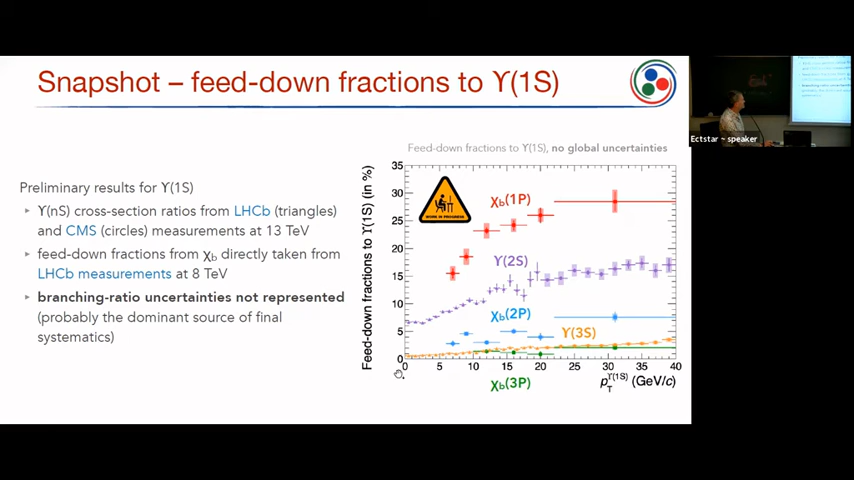 Snapshot – feed-down fractions to ϒ(1S)
Preliminary results for ϒ(1S)
▸ ϒ(nS) cross-section ratios from LHCb (triangles)
and CMS (circles) measurements at 13 TeV
▸ feed-down fractions from χb directly taken from
LHCb measurements at 8 TeV
▸ branching-ratio uncertainties not represented
(probably the dominant source of final
systematics)
Feed-down fractions to ϒ(1S), no global uncertainties
Feed-down fractions to ϒ(1S) (in %)
35
30
25
20
15
10
5
0
WORK IN PROGRESS
χb(1P)
ϒ(2S)
χb(2P)
ϒ(3S)
χb(3P)
0 5 10 15 20 25 30 35 40
pT ϒ(1S) (GeV/c)
Ectstar ~ speaker